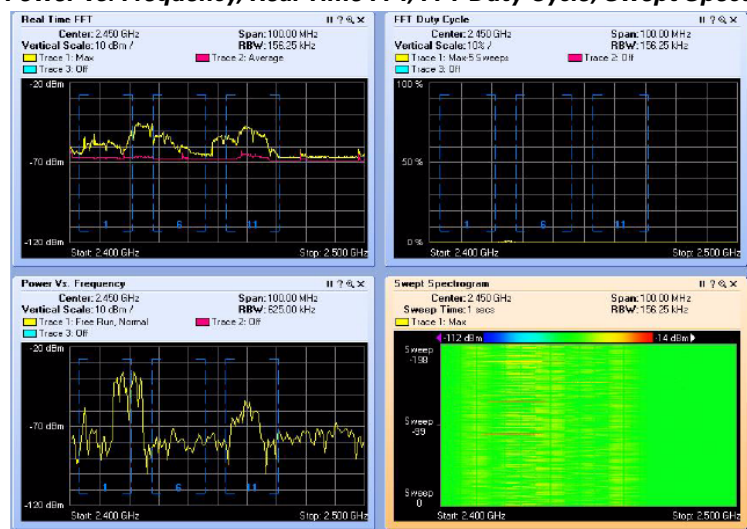 Power Vs. Frequency, Real Time FFT, FFT Duty Cycle, Swept Spec
Real Time FFT
Center: 2.450 GHz Span: 100.00 MHz
Vertical Scale: 10 dBm / RBW: 156.25 kHz
Trace 1: Max Trace 2: Average
Trace 3: Off
-20 dBm
-70 dBm
-120 dBm
1 6 11
Start: 2.400 GHz Stop: 2.500 GHz
FFT Duty Cycle
Center: 2.450 GHz Span: 100.00 MHz
Vertical Scale: 10% / RBW: 156.25 kHz
Trace 1: Max-5 Sweeps Trace 2: Off
Trace 3: Off
100 %
50 %
0 %
1 6 11
Start: 2.400 GHz Stop: 2.500 GHz
Power Vs. Frequency
Center: 2.450 GHz Span: 100.00 MHz
Vertical Scale: 10 dBm / RBW: 625.00 kHz
Trace 1: Free Run, Normal Trace 2: Off
Trace 3: Off
-20 dBm
-70 dBm
-120 dBm
1 6 11
Start: 2.400 GHz Stop: 2.500 GHz
Swept Spectrogram
Center: 2.450 GHz Span: 100.00 MHz
Sweep Time: 1 secs RBW: 156.25 kHz
Trace 1: Max
-112 dBm -14 dBm
Sweep
-198
Sweep
-99
Sweep
0
Start: 2.400 GHz Stop: 2.500 GHz